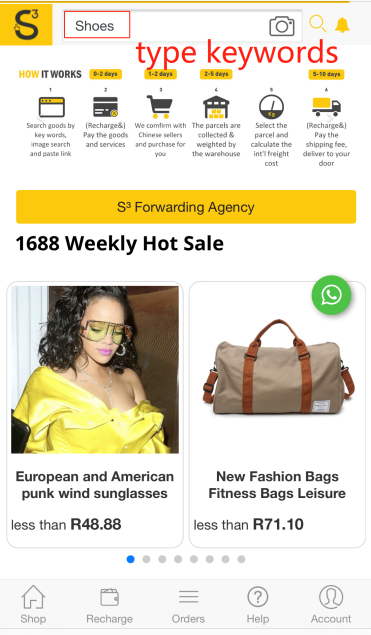 S³
Shoes
type keywords
HOW IT WORKS
0-2 days
1-2 days
2-5 days
5-10 days
1
2
3
4
5
6
Search goods by
key words,
image search
and paste link
(Recharge&)
Pay the goods
and services
We comfirm with
Chinese sellers
and purchase for
you
The parcels are
collected &
weighted by
the warehouse
Kg
Select the
parcel and
calculate the
int'l freight
cost
(Recharge&)
Pay the
shipping fee,
deliver to your
door
S³ Forwarding Agency
1688 Weekly Hot Sale
European and American
punk wind sunglasses
less than R48.88
New Fashion Bags
Fitness Bags Leisure
less than R71.10
Shop
Recharge
Orders
Help
Account